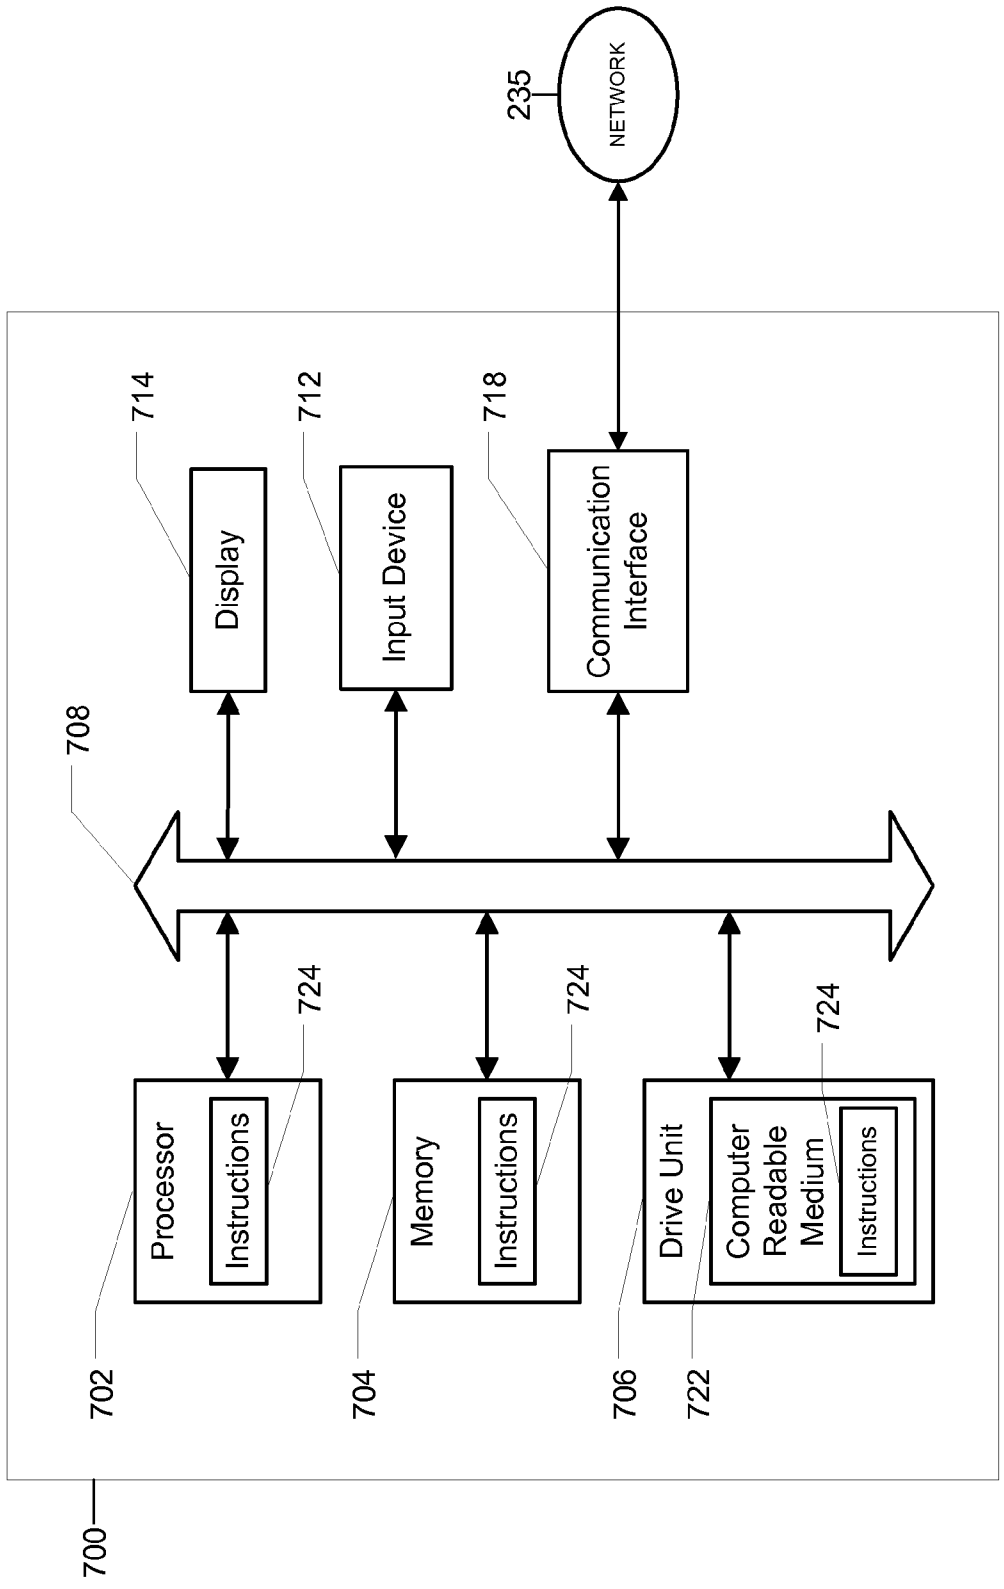 700
702
Processor
Instructions
724
704
Memory
Instructions
724
706
722
Drive Unit
Computer
Readable
Medium
Instructions
724
708
714
Display
712
Input Device
718
Communication
Interface
235
NETWORK